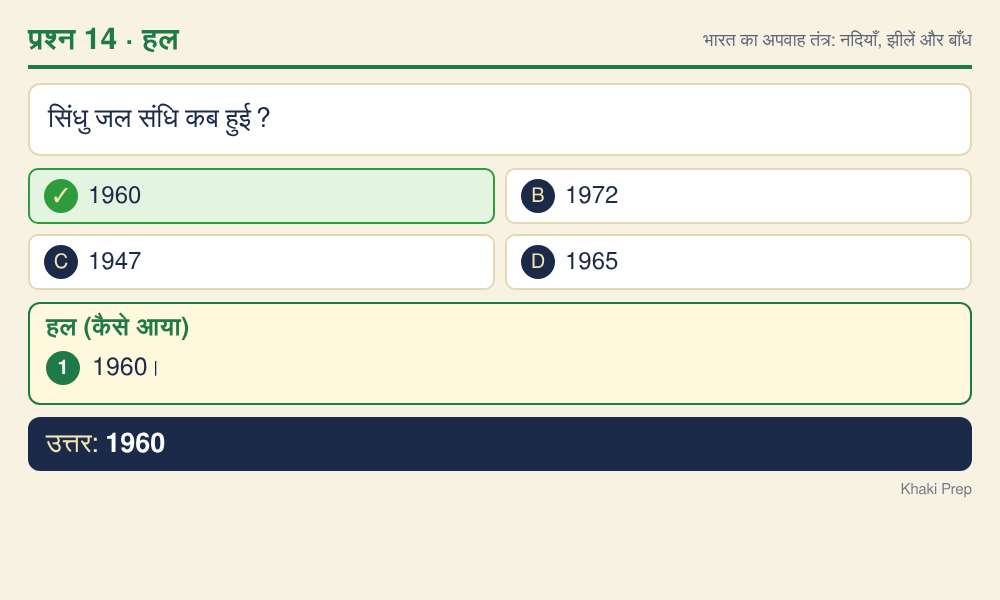 प्रश्न 14 · हल
भारत का अपवाह तंत्र: नदियाँ, झीलें और बाँध
सिंधु जल संधि कब हुई ?
✓ 1960
B 1972
C 1947
D 1965
हल (कैसे आया)
1 1960।
उत्तर: 1960
Khaki Prep